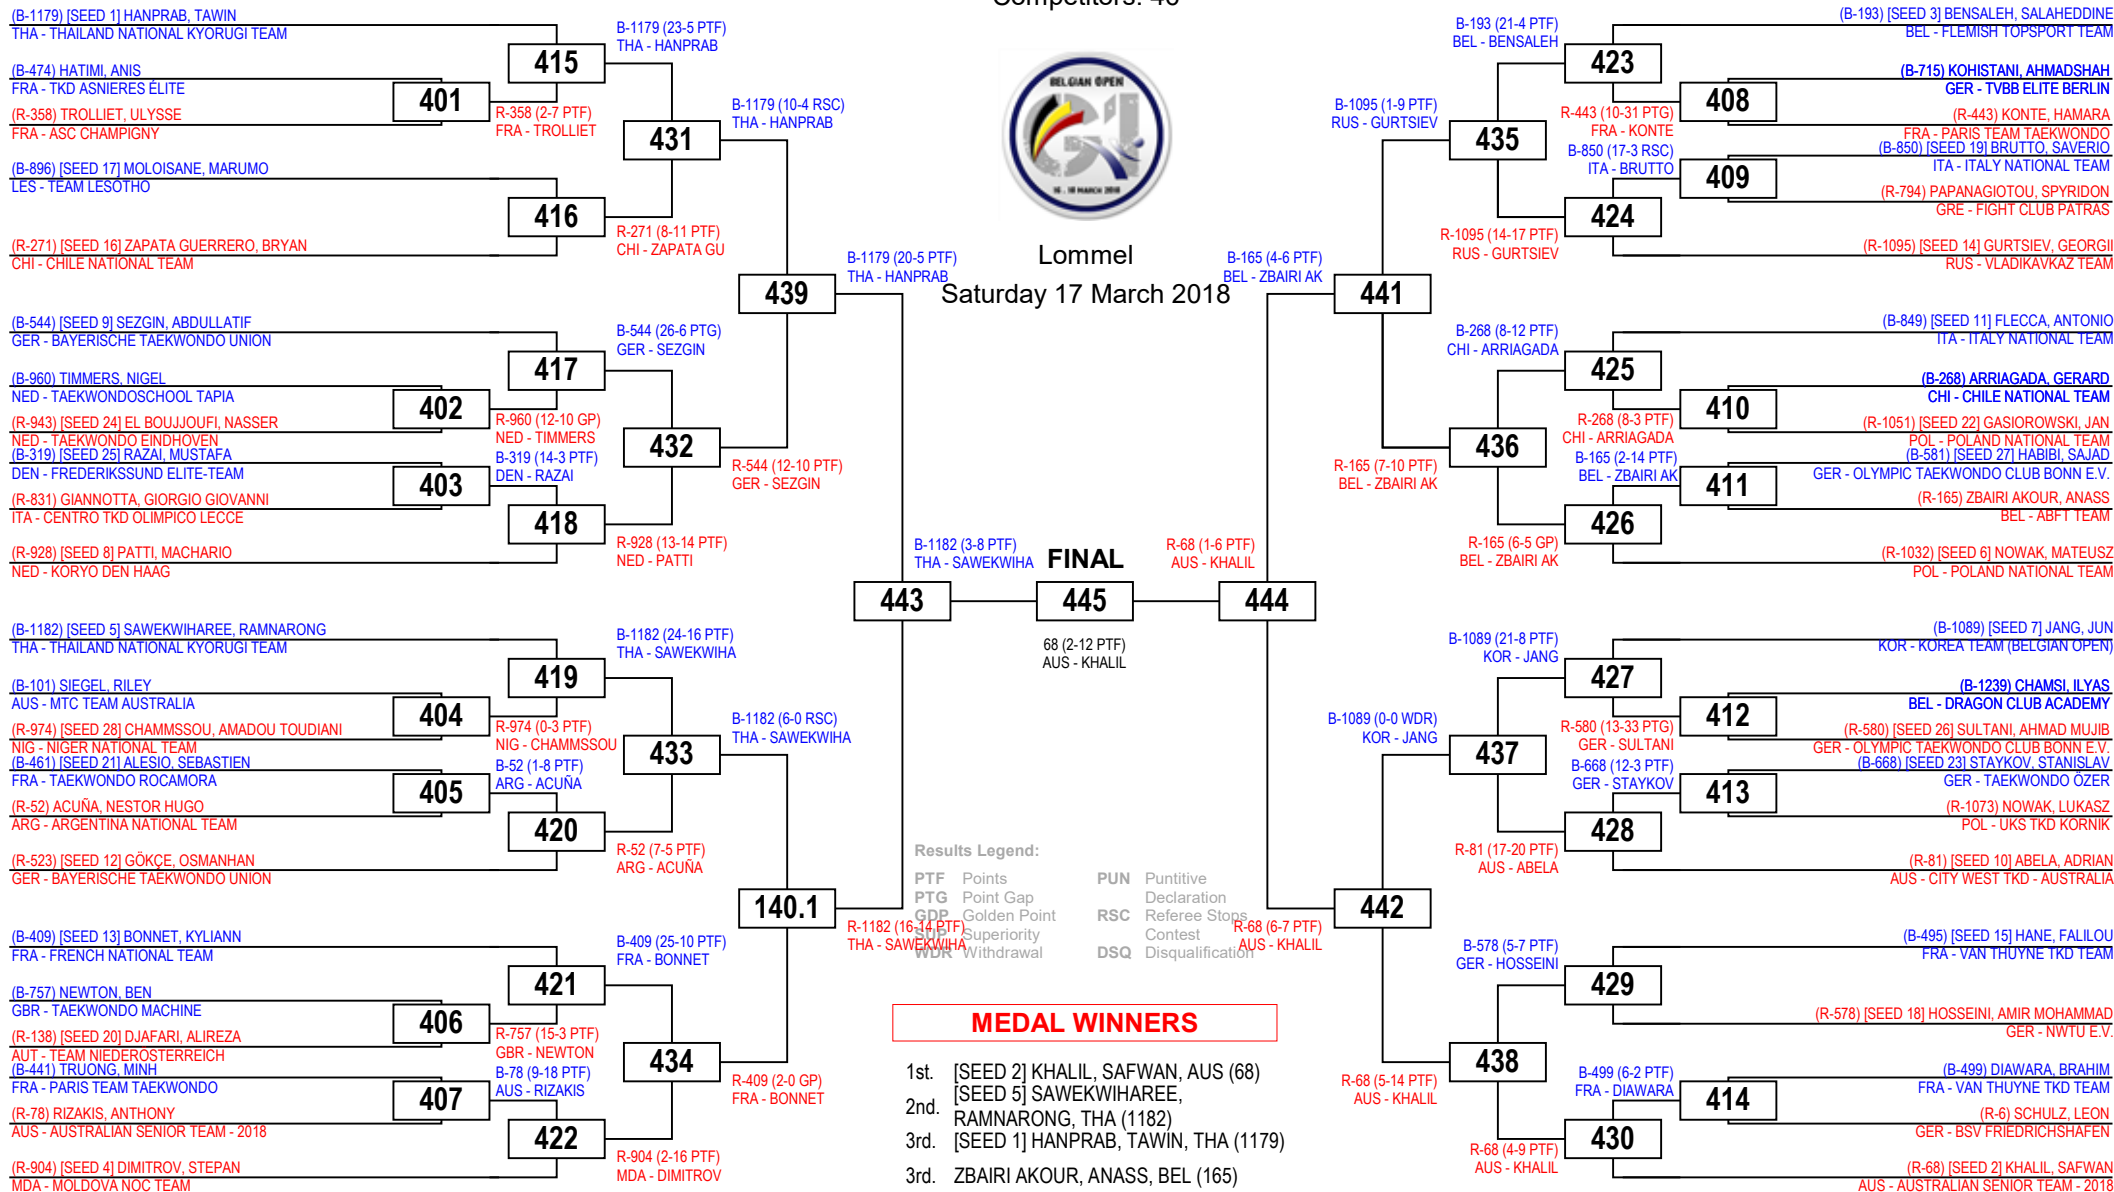 (B-1179) [SEED 1] HANPRAB, TAWIN
THA - THAILAND NATIONAL KYORUGI TEAM
(B-474) HATIMI, ANIS
FRA - TKD ASNIERES ÉLITE
(R-358) TROLLIET, ULYSSE
FRA - ASC CHAMPIGNY
(B-896) [SEED 17] MOLOISANE, MARUMO
LES - TEAM LESOTHO
(R-271) [SEED 16] ZAPATA GUERRERO, BRYAN
CHI - CHILE NATIONAL TEAM
(B-544) [SEED 9] SEZGIN, ABDULLATIF
GER - BAYERISCHE TAEKWONDO UNION
(B-960) TIMMERS, NIGEL
NED - TAEKWONDOSCHOOL TAPIA
(R-943) [SEED 24] EL BOUJJOUFI, NASSER
NED - TAEKWONDO EINDHOVEN
(B-319) [SEED 25] RAZAI, MUSTAFA
DEN - FREDERIKSSUND ELITE-TEAM
(R-831) GIANNOTTA, GIORGIO GIOVANNI
ITA - CENTRO TKD OLIMPICO LECCE
(R-928) [SEED 8] PATTI, MACHARIO
NED - KORYO DEN HAAG
(B-1182) [SEED 5] SAWEKWIHAREE, RAMNARONG
THA - THAILAND NATIONAL KYORUGI TEAM
(B-101) SIEGEL, RILEY
AUS - MTC TEAM AUSTRALIA
(R-974) [SEED 28] CHAMMSSOU, AMADOU TOUDIANI
NIG - NIGER NATIONAL TEAM
(B-461) [SEED 21] ALESIO, SEBASTIEN
FRA - TAEKWONDO ROCAMORA
(R-52) ACUÑA, NESTOR HUGO
ARG - ARGENTINA NATIONAL TEAM
(R-523) [SEED 12] GÖKÇE, OSMANHAN
GER - BAYERISCHE TAEKWONDO UNION
(B-409) [SEED 13] BONNET, KYLIANN
FRA - FRENCH NATIONAL TEAM
(B-757) NEWTON, BEN
GBR - TAEKWONDO MACHINE
(R-138) [SEED 20] DJAFARI, ALIREZA
AUT - TEAM NIEDEROSTERREICH
(B-441) TRUONG, MINH
FRA - PARIS TEAM TAEKWONDO
(R-78) RIZAKIS, ANTHONY
AUS - AUSTRALIAN SENIOR TEAM - 2018
(R-904) [SEED 4] DIMITROV, STEPAN
MDA - MOLDOVA NOC TEAM
401
402
403
404
405
406
407
415
R-358 (2-7 PTF)
FRA - TROLLIET
416
417
R-960 (12-10 GP)
NED - TIMMERS
B-319 (14-3 PTF)
DEN - RAZAI
418
419
R-974 (0-3 PTF)
NIG - CHAMMSSOU
B-52 (1-8 PTF)
ARG - ACUÑA
420
421
R-757 (15-3 PTF)
GBR - NEWTON
B-78 (9-18 PTF)
AUS - RIZAKIS
422
B-1179 (23-5 PTF)
THA - HANPRAB
431
R-271 (8-11 PTF)
CHI - ZAPATA GU
B-544 (26-6 PTG)
GER - SEZGIN
432
R-928 (13-14 PTF)
NED - PATTI
B-1182 (24-16 PTF)
THA - SAWEKWIHA
433
R-52 (7-5 PTF)
ARG - ACUÑA
B-409 (25-10 PTF)
FRA - BONNET
434
R-904 (2-16 PTF)
MDA - DIMITROV
B-1179 (10-4 RSC)
THA - HANPRAB
439
R-544 (12-10 PTF)
GER - SEZGIN
B-1182 (6-0 RSC)
THA - SAWEKWIHA
140.1
R-409 (2-0 GP)
FRA - BONNET
B-1179 (20-5 PTF)
THA - HANPRAB
443
R-1182 (16-14 PTF)
THA - SAWEKWIHA
Competitors: 46
BELGIAN OPEN
G1
16 - 18 MARCH 2018
Lommel
Saturday 17 March 2018
B-1182 (3-8 PTF)
THA - SAWEKWIHA
FINAL
445
68 (2-12 PTF)
AUS - KHALIL
R-68 (1-6 PTF)
AUS - KHALIL
Results Legend:
PTF Points
PTG Point Gap
GDP Golden Point
SUP Superiority
WDR Withdrawal
PUN Puntitive
Declaration
RSC Referee Stops
Contest
DSQ Disqualification
MEDAL WINNERS
1st. [SEED 2] KHALIL, SAFWAN, AUS (68)
2nd. [SEED 5] SAWEKWIHAREE,
RAMNARONG, THA (1182)
3rd. [SEED 1] HANPRAB, TAWIN, THA (1179)
3rd. ZBAIRI AKOUR, ANASS, BEL (165)
B-165 (4-6 PTF)
BEL - ZBAIRI AK
444
R-68 (6-7 PTF)
AUS - KHALIL
B-1095 (1-9 PTF)
RUS - GURTSIEV
441
R-165 (7-10 PTF)
BEL - ZBAIRI AK
B-1089 (0-0 WDR)
KOR - JANG
442
R-68 (5-14 PTF)
AUS - KHALIL
B-193 (21-4 PTF)
BEL - BENSALEH
435
R-1095 (14-17 PTF)
RUS - GURTSIEV
B-268 (8-12 PTF)
CHI - ARRIAGADA
436
R-165 (6-5 GP)
BEL - ZBAIRI AK
B-1089 (21-8 PTF)
KOR - JANG
437
R-81 (17-20 PTF)
AUS - ABELA
B-578 (5-7 PTF)
GER - HOSSEINI
438
R-68 (4-9 PTF)
AUS - KHALIL
423
R-443 (10-31 PTG)
FRA - KONTE
B-850 (17-3 RSC)
ITA - BRUTTO
424
425
R-268 (8-3 PTF)
CHI - ARRIAGADA
B-165 (2-14 PTF)
BEL - ZBAIRI AK
426
427
R-580 (13-33 PTG)
GER - SULTANI
B-668 (12-3 PTF)
GER - STAYKOV
428
429
B-499 (6-2 PTF)
FRA - DIAWARA
430
408
409
410
411
412
413
414
(B-193) [SEED 3] BENSALEH, SALAHEDDINE
BEL - FLEMISH TOPSPORT TEAM
(B-715) KOHISTANI, AHMADSHAH
GER - TVBB ELITE BERLIN
(R-443) KONTE, HAMARA
FRA - PARIS TEAM TAEKWONDO
(B-850) [SEED 19] BRUTTO, SAVERIO
ITA - ITALY NATIONAL TEAM
(R-794) PAPANAGIOTOU, SPYRIDON
GRE - FIGHT CLUB PATRAS
(R-1095) [SEED 14] GURTSIEV, GEORGII
RUS - VLADIKAVKAZ TEAM
(B-849) [SEED 11] FLECCA, ANTONIO
ITA - ITALY NATIONAL TEAM
(B-268) ARRIAGADA, GERARD
CHI - CHILE NATIONAL TEAM
(R-1051) [SEED 22] GASIOROWSKI, JAN
POL - POLAND NATIONAL TEAM
(B-581) [SEED 27] HABIBI, SAJAD
GER - OLYMPIC TAEKWONDO CLUB BONN E.V.
(R-165) ZBAIRI AKOUR, ANASS
BEL - ABFT TEAM
(R-1032) [SEED 6] NOWAK, MATEUSZ
POL - POLAND NATIONAL TEAM
(B-1089) [SEED 7] JANG, JUN
KOR - KOREA TEAM (BELGIAN OPEN)
(B-1239) CHAMSI, ILYAS
BEL - DRAGON CLUB ACADEMY
(R-580) [SEED 26] SULTANI, AHMAD MUJIB
GER - OLYMPIC TAEKWONDO CLUB BONN E.V.
(B-668) [SEED 23] STAYKOV, STANISLAV
GER - TAEKWONDO ÖZER
(R-1073) NOWAK, LUKASZ
POL - UKS TKD KORNIK
(R-81) [SEED 10] ABELA, ADRIAN
AUS - CITY WEST TKD - AUSTRALIA
(B-495) [SEED 15] HANE, FALILOU
FRA - VAN THUYNE TKD TEAM
(R-578) [SEED 18] HOSSEINI, AMIR MOHAMMAD
GER - NWTU E.V.
(B-499) DIAWARA, BRAHIM
FRA - VAN THUYNE TKD TEAM
(R-6) SCHULZ, LEON
GER - BSV FRIEDRICHSHAFEN
(R-68) [SEED 2] KHALIL, SAFWAN
AUS - AUSTRALIAN SENIOR TEAM - 2018